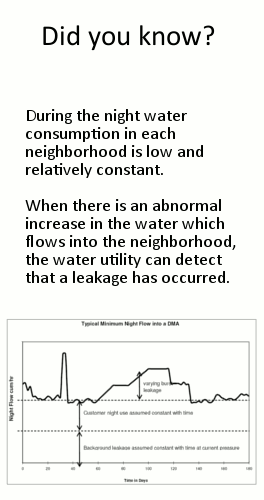 Did you know?
During the night water
consumption in each
neighborhood is low and
relatively constant.
When there is an abnormal
increase in the water which
flows into the neighborhood,
the water utility can detect
that a leakage has occurred.
Typical Minimum Night Flow into a DMA
Night Flow cum/hr
varying burst
leakage
Customer night use assumed constant with time
Background leakage assumed constant with time at current pressure
0 20 40 60 80 100 120 140 160 180
Time in Days